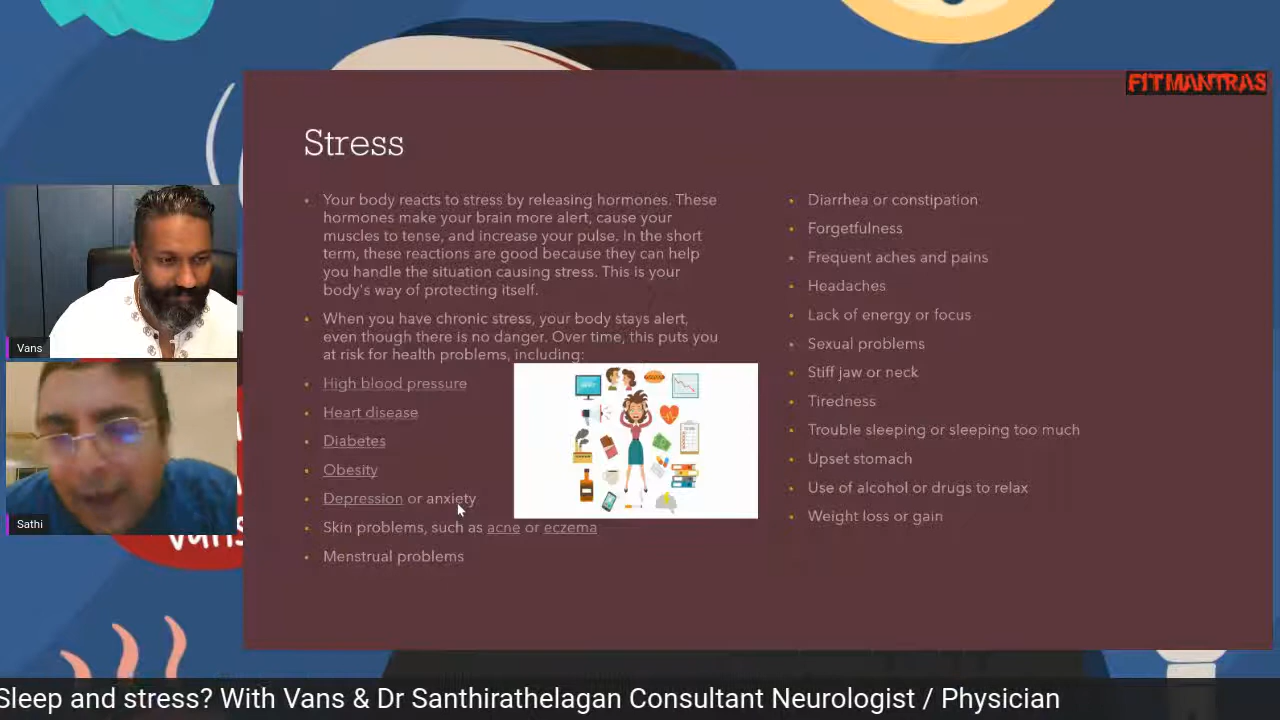 FITMANTRAS
Stress
Your body reacts to stress by releasing hormones. These
hormones make your brain more alert, cause your
muscles to tense, and increase your pulse. In the short
term, these reactions are good because they can help
you handle the situation causing stress. This is your
body's way of protecting itself.
When you have chronic stress, your body stays alert,
even though there is no danger. Over time, this puts you
at risk for health problems, including:
High blood pressure
Heart disease
Diabetes
Obesity
Depression or anxiety
Skin problems, such as acne or eczema
Menstrual problems
Diarrhea or constipation
Forgetfulness
Frequent aches and pains
Headaches
Lack of energy or focus
Sexual problems
Stiff jaw or neck
Tiredness
Trouble sleeping or sleeping too much
Upset stomach
Use of alcohol or drugs to relax
Weight loss or gain
Vans
Sathi
Sleep and stress? With Vans & Dr Santhirathelagan Consultant Neurologist / Physician